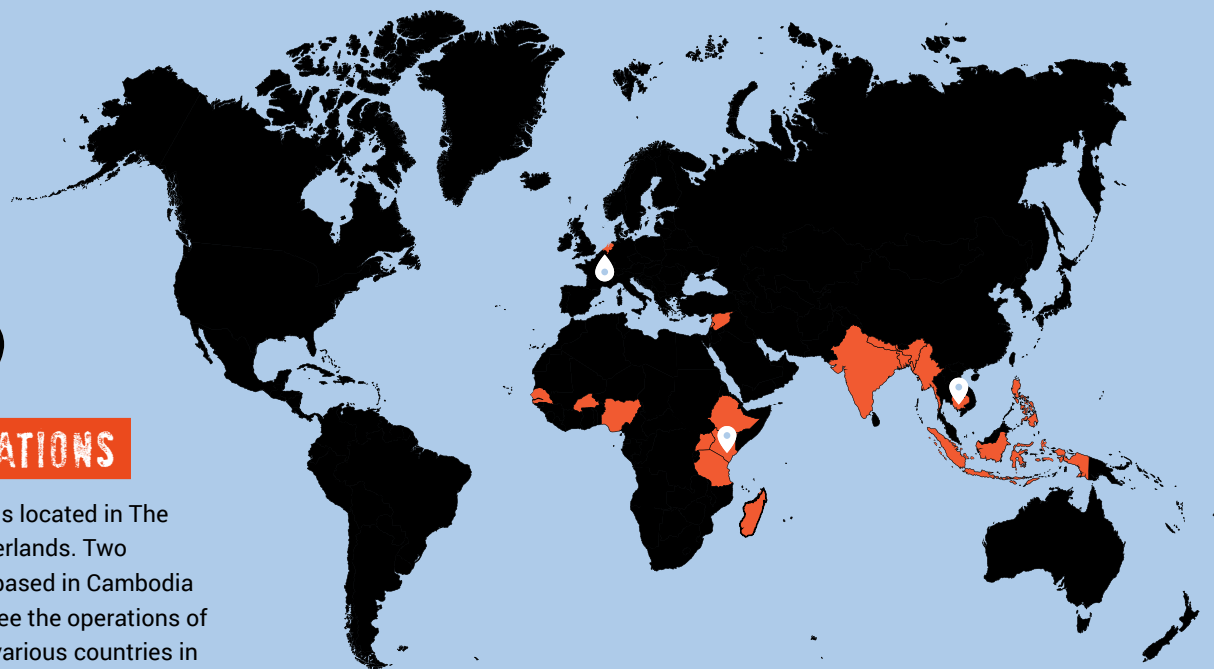 ATIONS
s located in The
erlands. Two
based in Cambodia
ee the operations of
various countries in